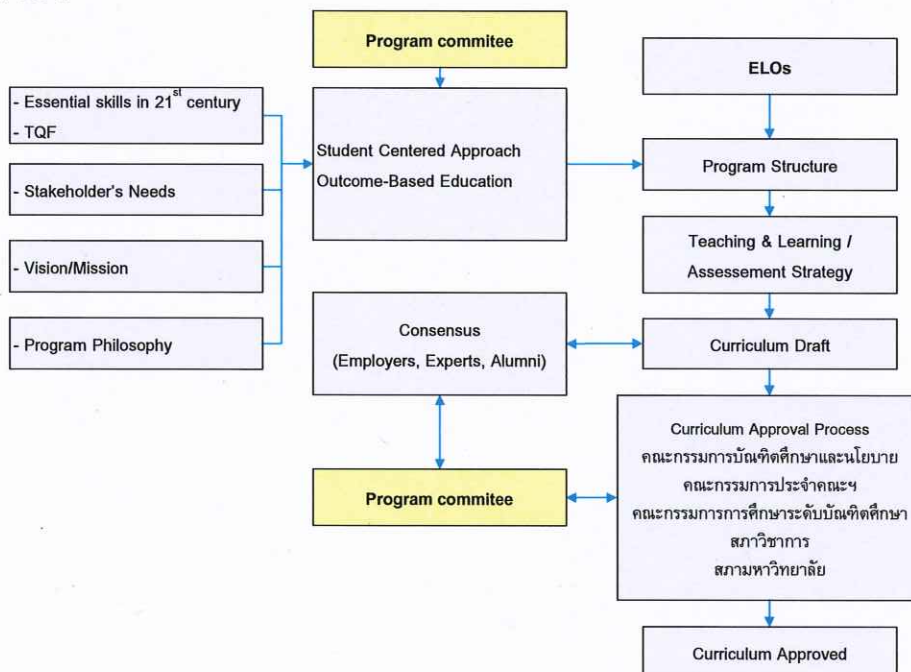 Program commitee
ELOs
- Essential skills in 21st century
- TQF
Student Centered Approach
Outcome-Based Education
Program Structure
- Stakeholder's Needs
Teaching & Learning /
Assessement Strategy
- Vision/Mission
- Program Philosophy
Consensus
(Employers, Experts, Alumni)
Curriculum Draft
Curriculum Approval Process
คณะกรรมการบัณฑิตศึกษาและนโยบาย
คณะกรรมการประจำคณะฯ
คณะกรรมการการศึกษาระดับบัณฑิตศึกษา
สภาวิชาการ
สภามหาวิทยาลัย
Program commitee
Curriculum Approved